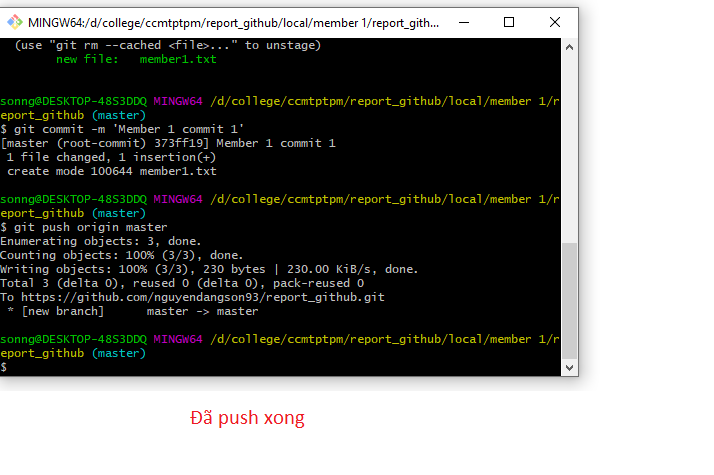 MINGW64:/d/college/ccmtptpm/report_github/local/member 1/report_gith...
(use "git rm --cached <file>..." to unstage)
new file:   member1.txt
sonng@DESKTOP-48S3DDQ MINGW64 /d/college/ccmtptpm/report_github/local/member 1/r
eport_github (master)
$ git commit -m 'Member 1 commit 1'
[master (root-commit) 373ff19] Member 1 commit 1
1 file changed, 1 insertion(+)
create mode 100644 member1.txt
sonng@DESKTOP-48S3DDQ MINGW64 /d/college/ccmtptpm/report_github/local/member 1/r
eport_github (master)
$ git push origin master
Enumerating objects: 3, done.
Counting objects: 100% (3/3), done.
Writing objects: 100% (3/3), 230 bytes | 230.00 KiB/s, done.
Total 3 (delta 0), reused 0 (delta 0), pack-reused 0
To https://github.com/nguyendangson93/report_github.git
* [new branch]      master -> master
sonng@DESKTOP-48S3DDQ MINGW64 /d/college/ccmtptpm/report_github/local/member 1/r
eport_github (master)
$
Đã push xong